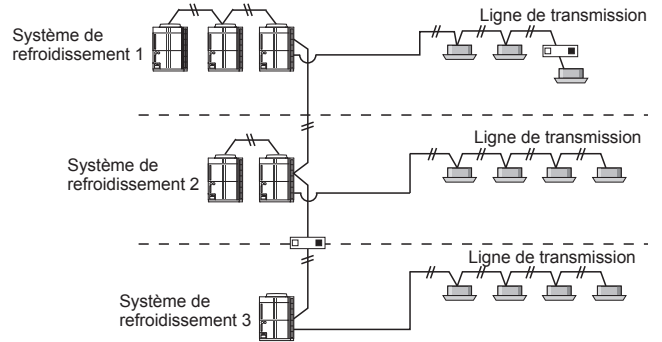 Ligne de transmission
Système de
refroidissement 1
Ligne de transmission
Système de
refroidissement 2
Ligne de transmission
Système de
refroidissement 3